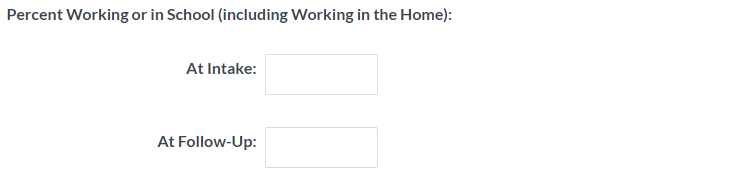 Percent Working or in School (including Working in the Home):
At Intake:
At Follow-Up: